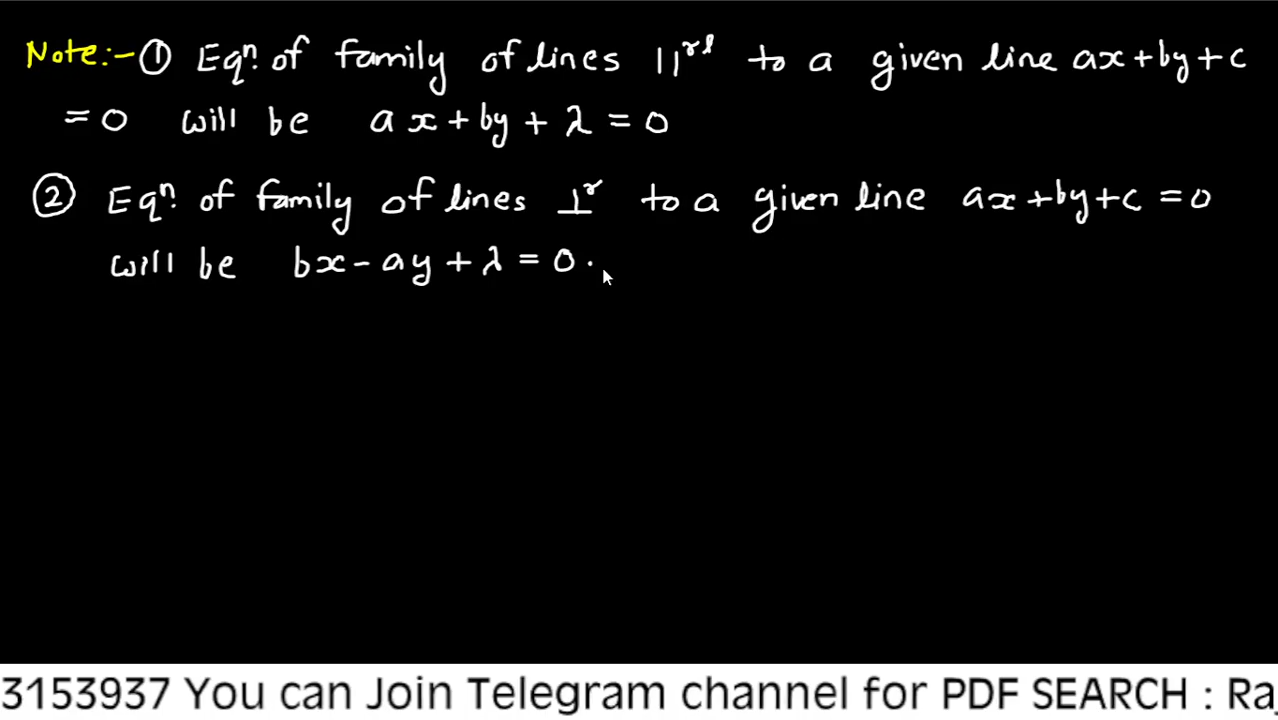 Note:- ① Eqⁿ. of family of lines ||ʳˡ to a given line ax+by+c
= 0 will be ax+by+λ=0
② Eqⁿ. of family of lines ⊥ʳ to a given line ax+by+c=0
will be bx-ay+λ=0.
3153937 You can Join Telegram channel for PDF SEARCH : Raj